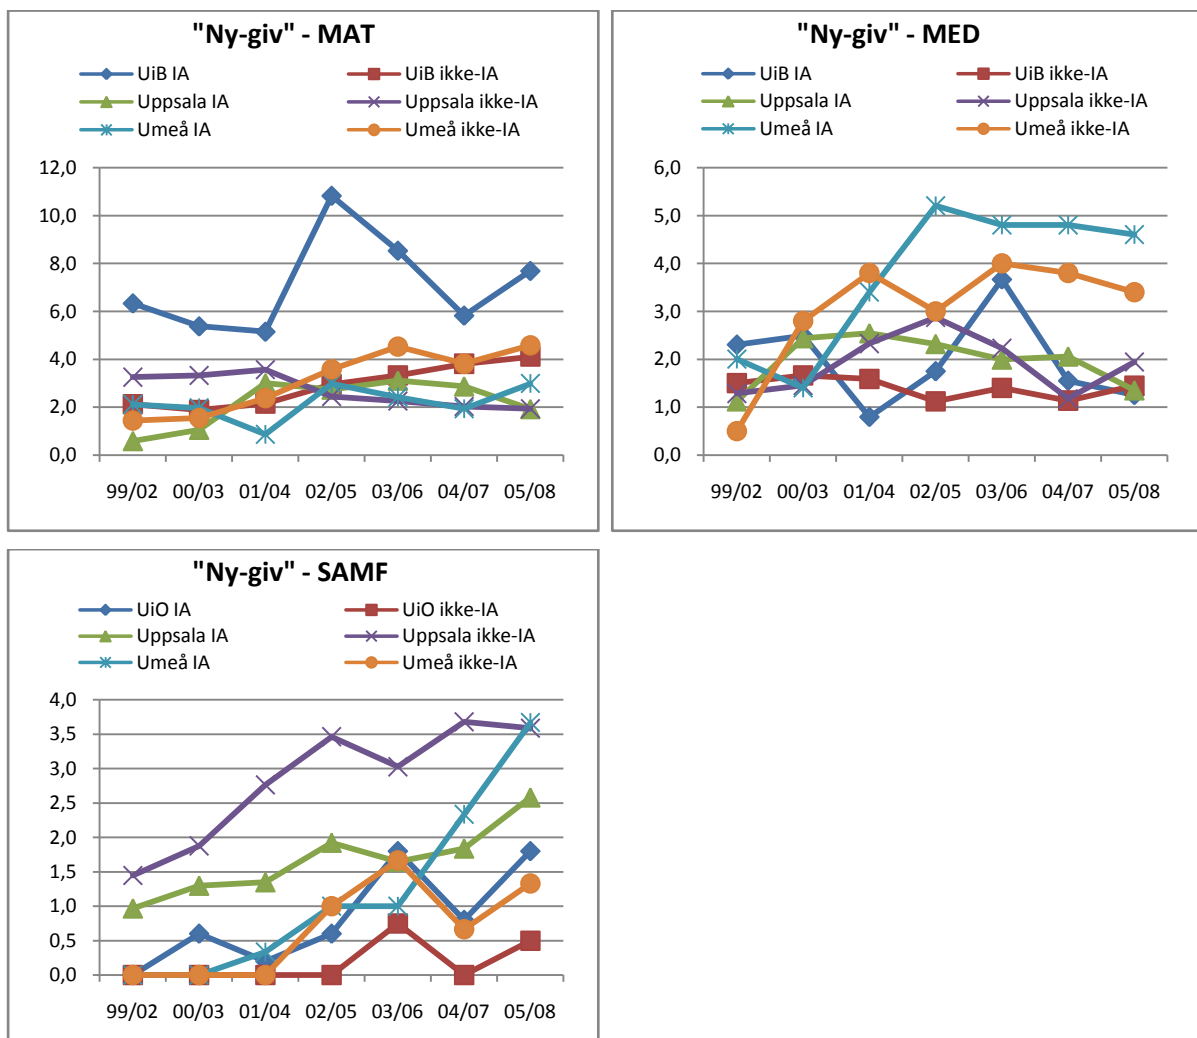 "Ny-giv" - MAT
UiB IA
UiB ikke-IA
Uppsala IA
Uppsala ikke-IA
Umeå IA
Umeå ikke-IA
12,0
10,0
8,0
6,0
4,0
2,0
0,0
99/02 00/03 01/04 02/05 03/06 04/07 05/08
"Ny-giv" - MED
UiB IA
UiB ikke-IA
Uppsala IA
Uppsala ikke-IA
Umeå IA
Umeå ikke-IA
6,0
5,0
4,0
3,0
2,0
1,0
0,0
99/02 00/03 01/04 02/05 03/06 04/07 05/08
"Ny-giv" - SAMF
UiO IA
UiO ikke-IA
Uppsala IA
Uppsala ikke-IA
Umeå IA
Umeå ikke-IA
4,0
3,5
3,0
2,5
2,0
1,5
1,0
0,5
0,0
99/02 00/03 01/04 02/05 03/06 04/07 05/08